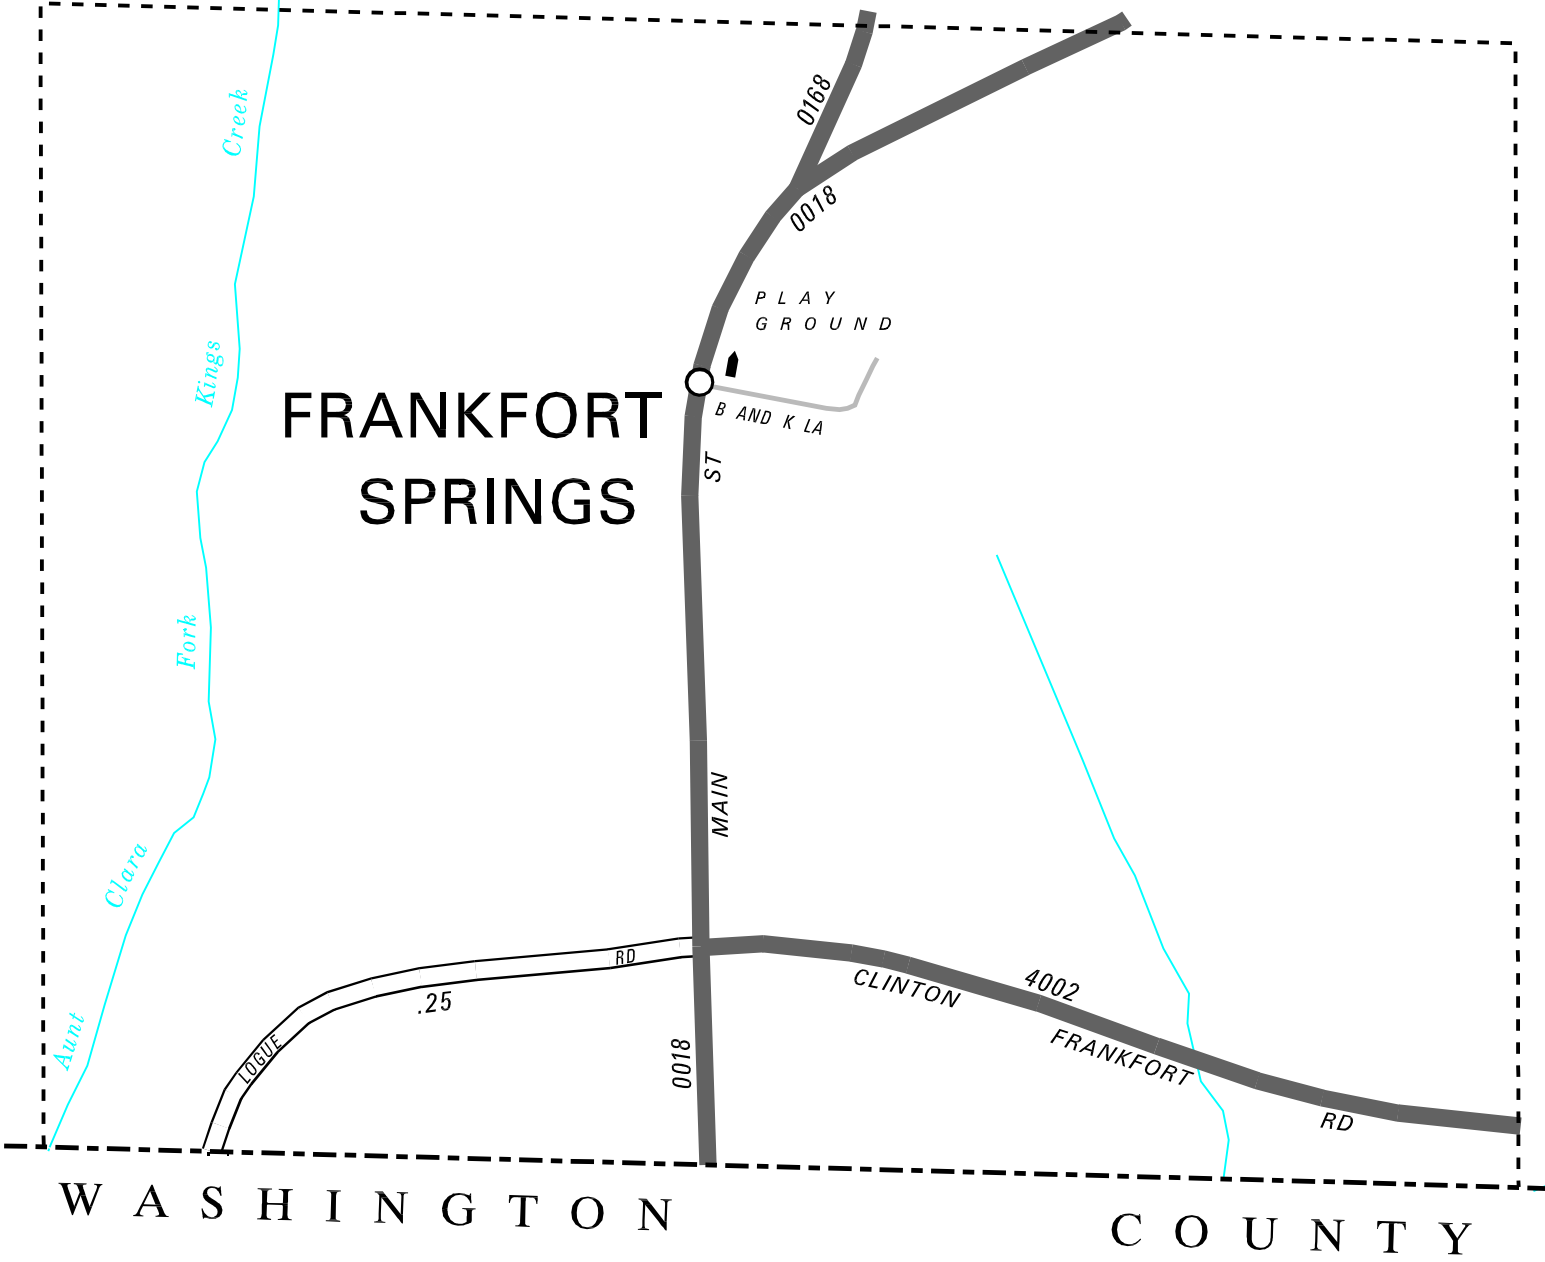 0168
Creek
0018
PLAY
GROUND
Kings
FRANKFORT
SPRINGS
B AND K LA
ST
Fork
MAIN
Clara
RD
CLINTON
4002
.25
Aunt
LOGUE
0018
FRANKFORT
RD
WASHINGTON COUNTY